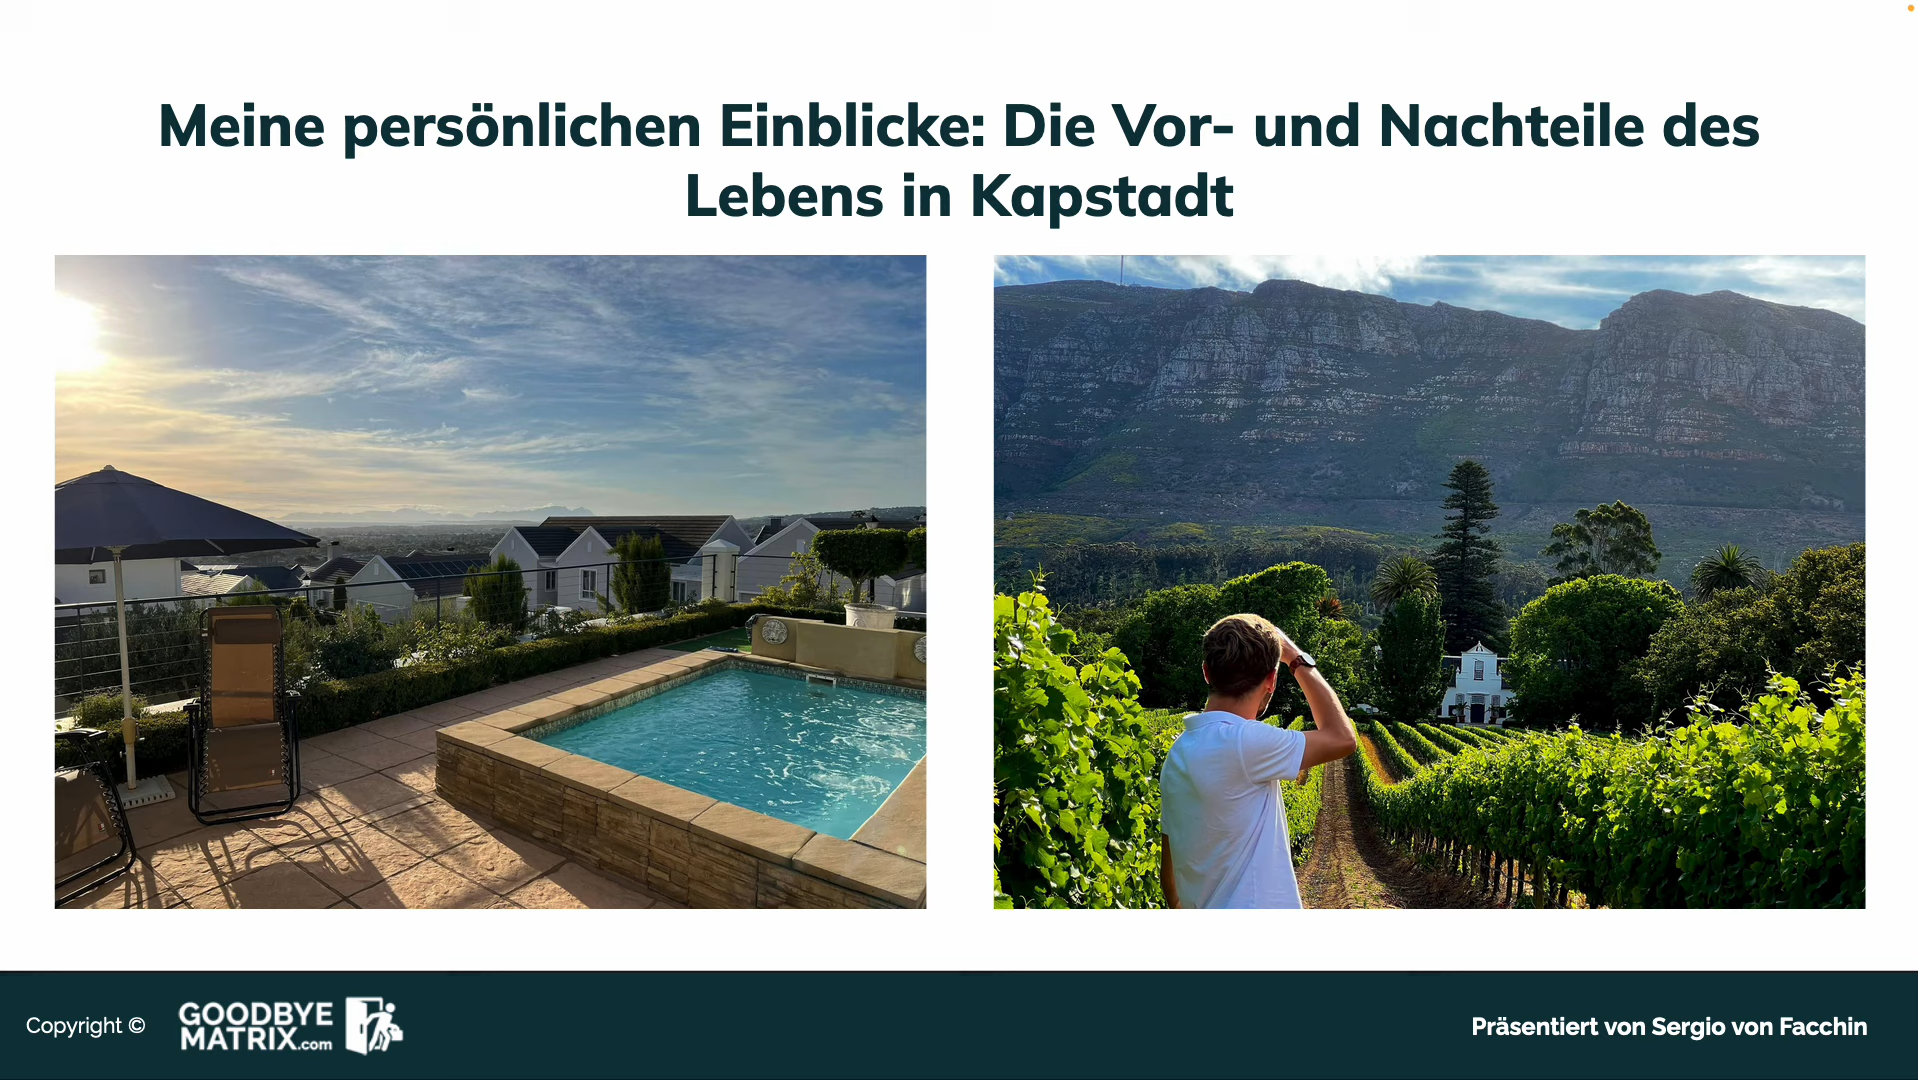 Meine persönlichen Einblicke: Die Vor- und Nachteile des
Lebens in Kapstadt
Copyright ©
GOODBYE
MATRIX.com
Präsentiert von Sergio von Facchin